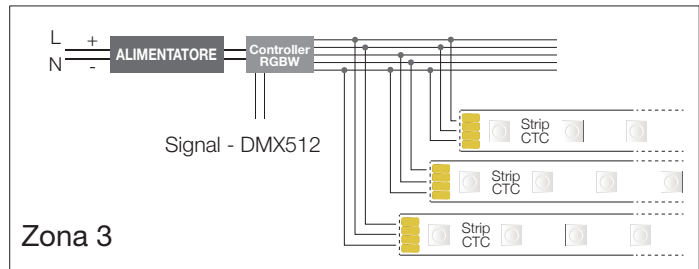 L +
N -
ALIMENTATORE
Controller
RGBW
Signal - DMX512
Strip
CTC
Strip
CTC
Strip
CTC
Zona 3